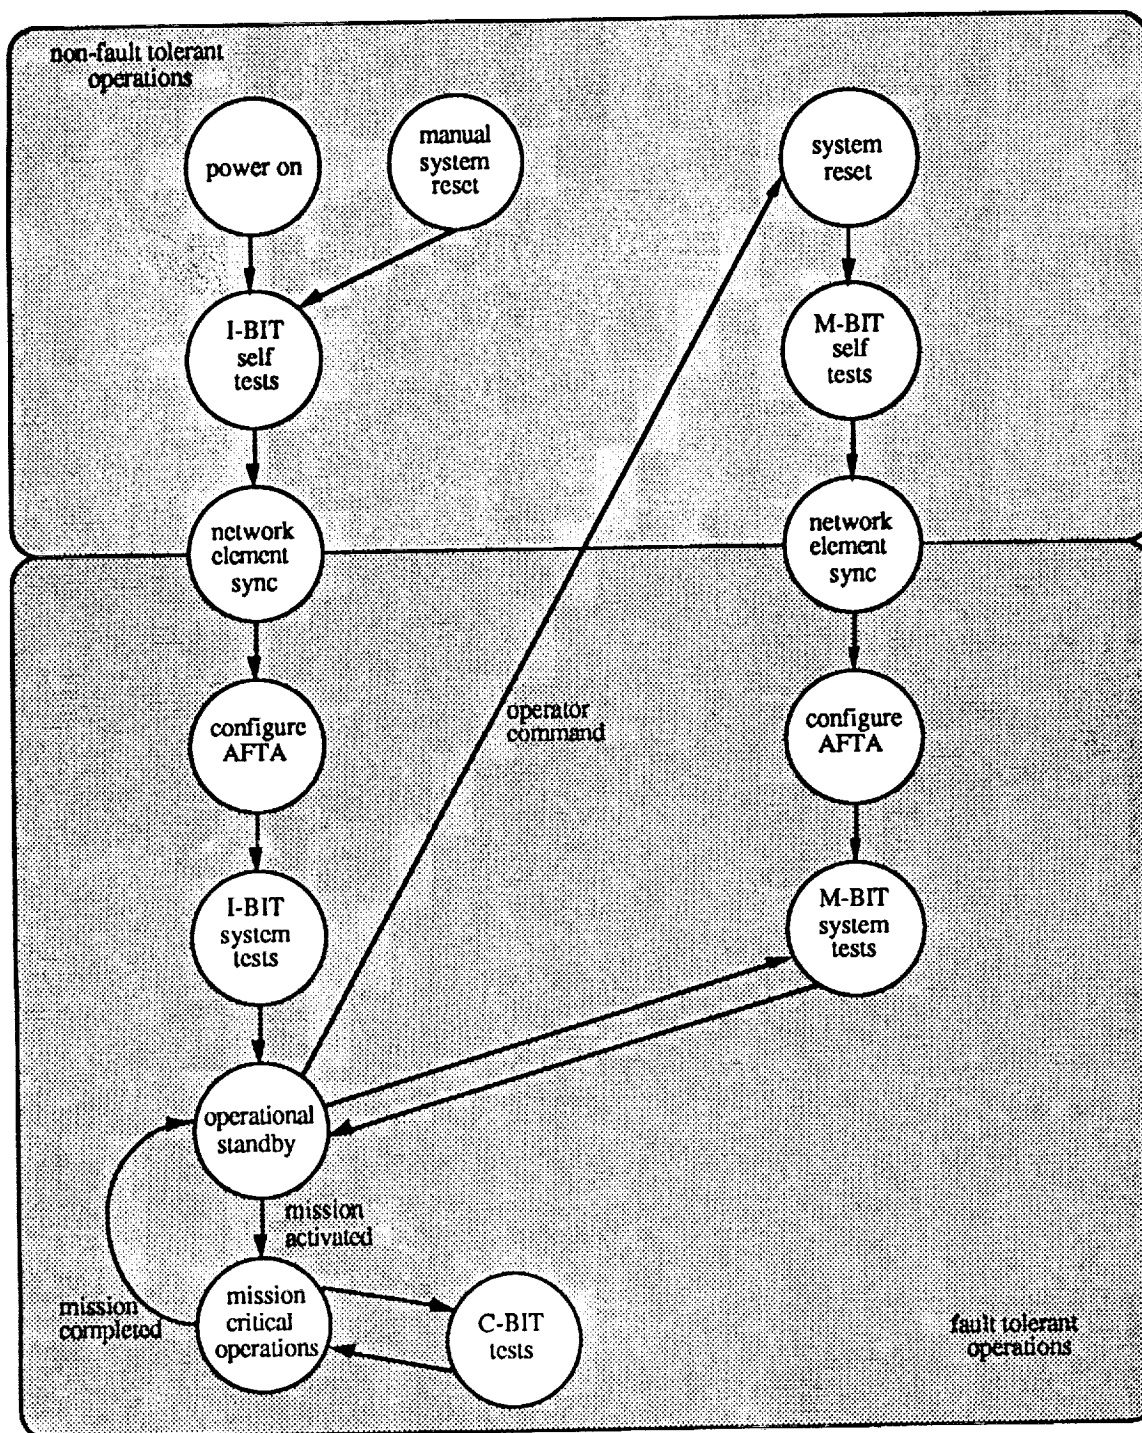 non-fault tolerant
operations
power on
manual
system
reset
system
reset
I-BIT
self
tests
M-BIT
self
tests
network
element
sync
network
element
sync
configure
AFTA
operator
command
configure
AFTA
I-BIT
system
tests
M-BIT
system
tests
operational
standby
mission
activated
mission
completed
mission
critical
operations
C-BIT
tests
fault tolerant
operations